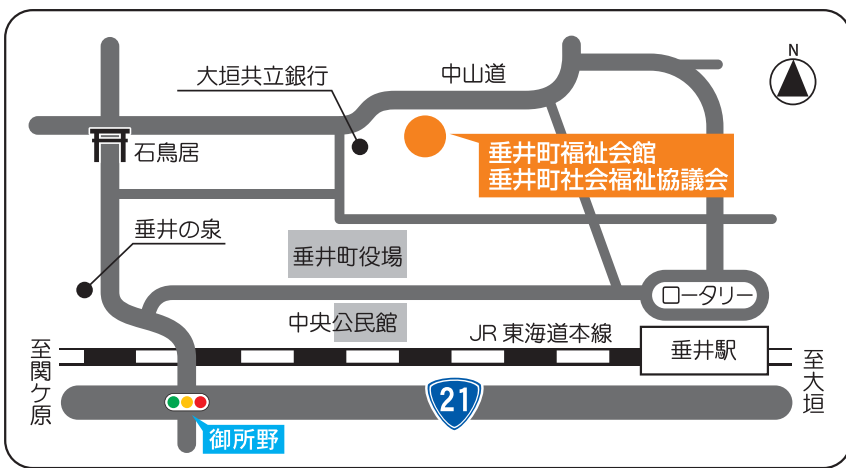 大垣共立銀行
中山道
N
石鳥居
垂井町福祉会館
垂井町社会福祉協議会
垂井の泉
垂井町役場
ロータリー
中央公民館
JR東海道本線
垂井駅
至関ケ原
至大垣
21
御所野